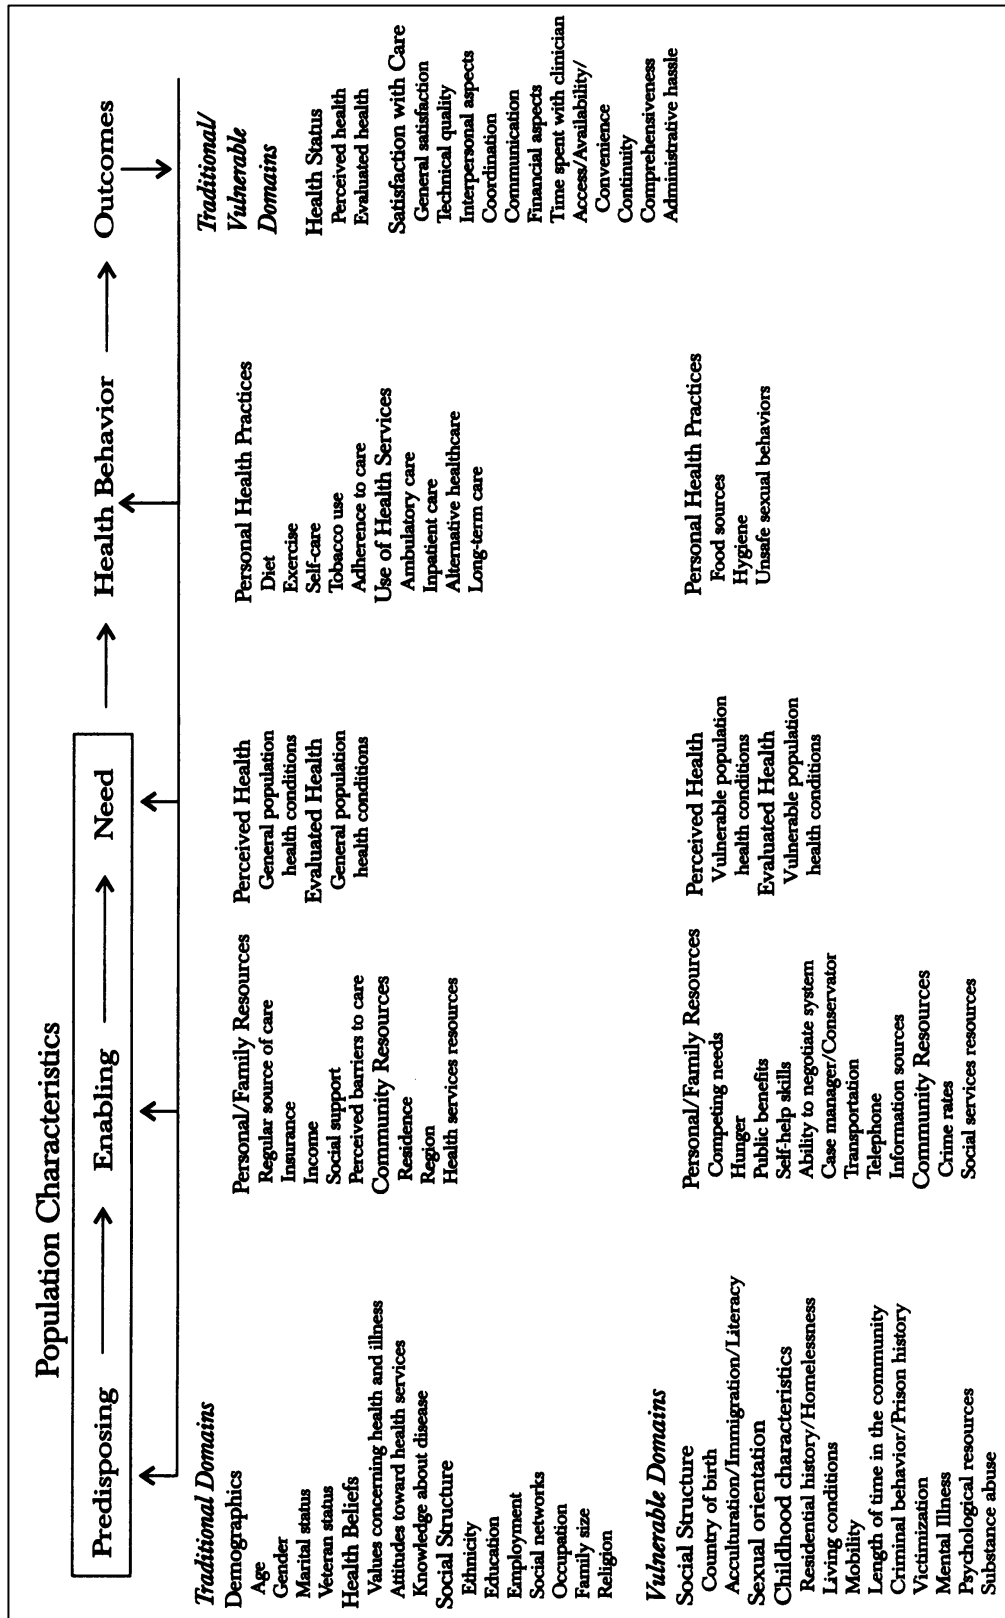 Population Characteristics
Predisposing Enabling Need Health Behavior Outcomes
Traditional Domains
Demographics
Age
Gender
Marital status
Veteran status
Health Beliefs
Values concerning health and illness
Attitudes toward health services
Knowledge about disease
Social Structure
Ethnicity
Education
Employment
Social networks
Occupation
Family size
Religion
Vulnerable Domains
Social Structure
Country of birth
Acculturation/Immigration/Literacy
Sexual orientation
Childhood characteristics
Residential history/Homelessness
Living conditions
Mobility
Length of time in the community
Criminal behavior/Prison history
Victimization
Mental Illness
Psychological resources
Substance abuse
Personal/Family Resources
Regular source of care
Insurance
Income
Social support
Perceived barriers to care
Community Resources
Residence
Region
Health services resources
Personal/Family Resources
Competing needs
Hunger
Public benefits
Self-help skills
Ability to negotiate system
Case manager/Conservator
Transportation
Telephone
Information sources
Community Resources
Crime rates
Social services resources
Perceived Health
General population
health conditions
Evaluated Health
General population
health conditions
Perceived Health
Vulnerable population
health conditions
Evaluated Health
Vulnerable population
health conditions
Personal Health Practices
Diet
Exercise
Self-care
Tobacco use
Adherence to care
Use of Health Services
Ambulatory care
Inpatient care
Alternative healthcare
Long-term care
Personal Health Practices
Food sources
Hygiene
Unsafe sexual behaviors
Traditional/
Vulnerable
Domains
Health Status
Perceived health
Evaluated health
Satisfaction with Care
General satisfaction
Technical quality
Interpersonal aspects
Coordination
Communication
Financial aspects
Time spent with clinician
Access/Availability/
Convenience
Continuity
Comprehensiveness
Administrative hassle